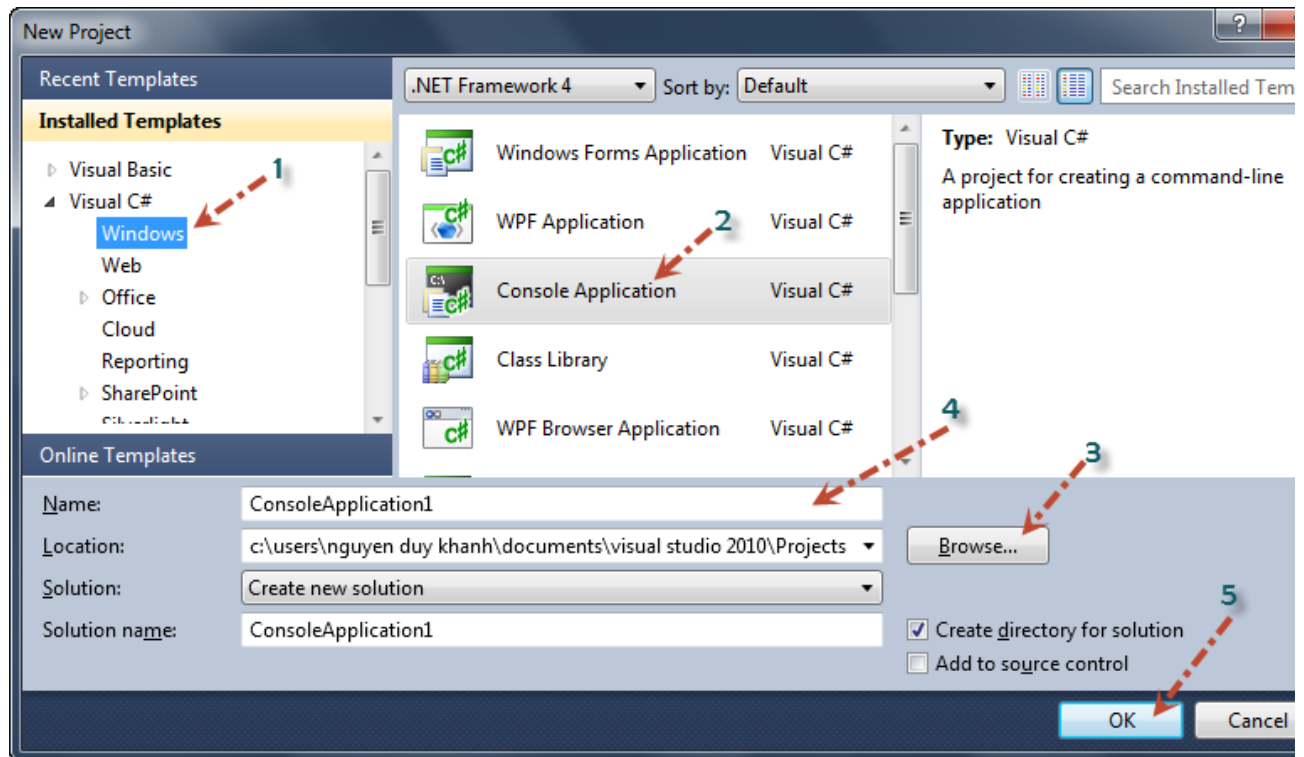 New Project
?
Recent Templates
.NET Framework 4
Sort by:
Default
Search Installed Tem
Installed Templates
Visual Basic
1
Visual C#
Windows
Web
Office
Cloud
Reporting
SharePoint
Silverlight
Online Templates
Windows Forms Application Visual C#
WPF Application Visual C#
2
Console Application Visual C#
Class Library Visual C#
WPF Browser Application Visual C#
Type: Visual C#
A project for creating a command-line
application
4
3
Name: ConsoleApplication1
Location: c:\users\nguyen duy khanh\documents\visual studio 2010\Projects Browse...
Solution: Create new solution
Solution name: ConsoleApplication1
5
Create directory for solution
Add to source control
OK Cancel